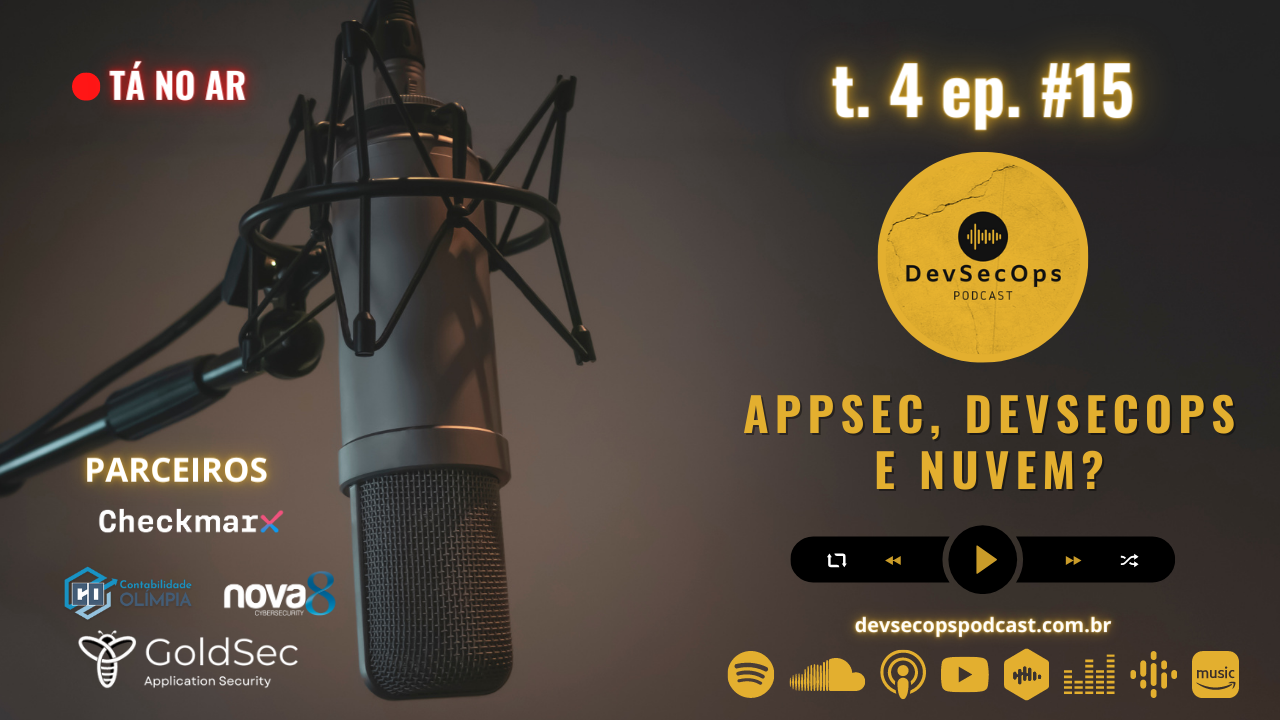 TÁ NO AR
t. 4 ep. #15
DevSecOps
PODCAST
APPSEC, DEVSECOPS
E NUVEM?
PARCEIROS
Checkmarx
CO
Contabilidade
OLÍMPIA
nova8
CYBERSECURITY
GoldSec
Application Security
devsecopspodcast.com.br
music